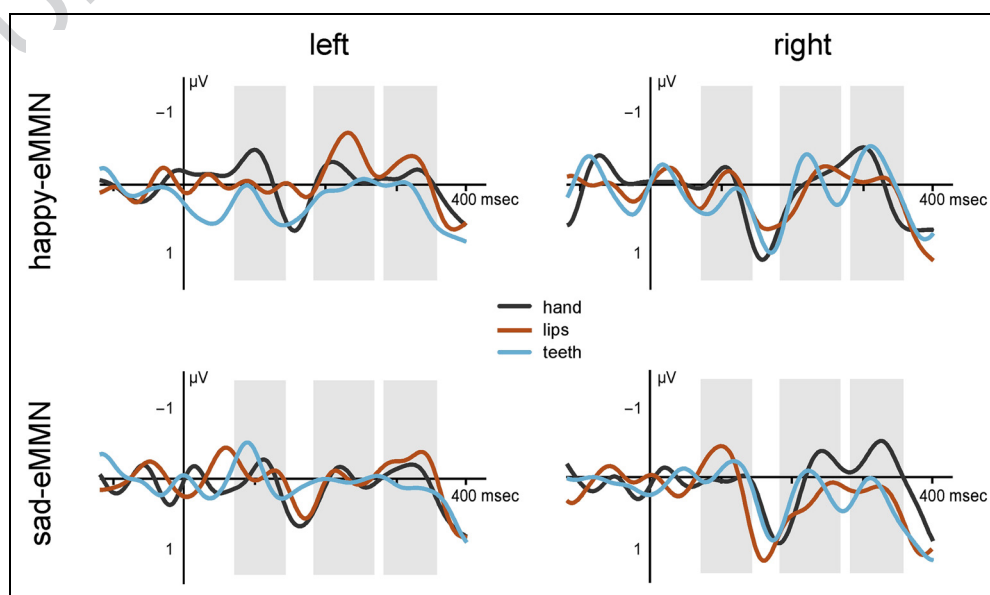 left
right
happy-eMMN
µV
−1
1
400 msec
µV
−1
1
400 msec
hand
lips
teeth
sad-eMMN
µV
−1
1
400 msec
µV
−1
1
400 msec